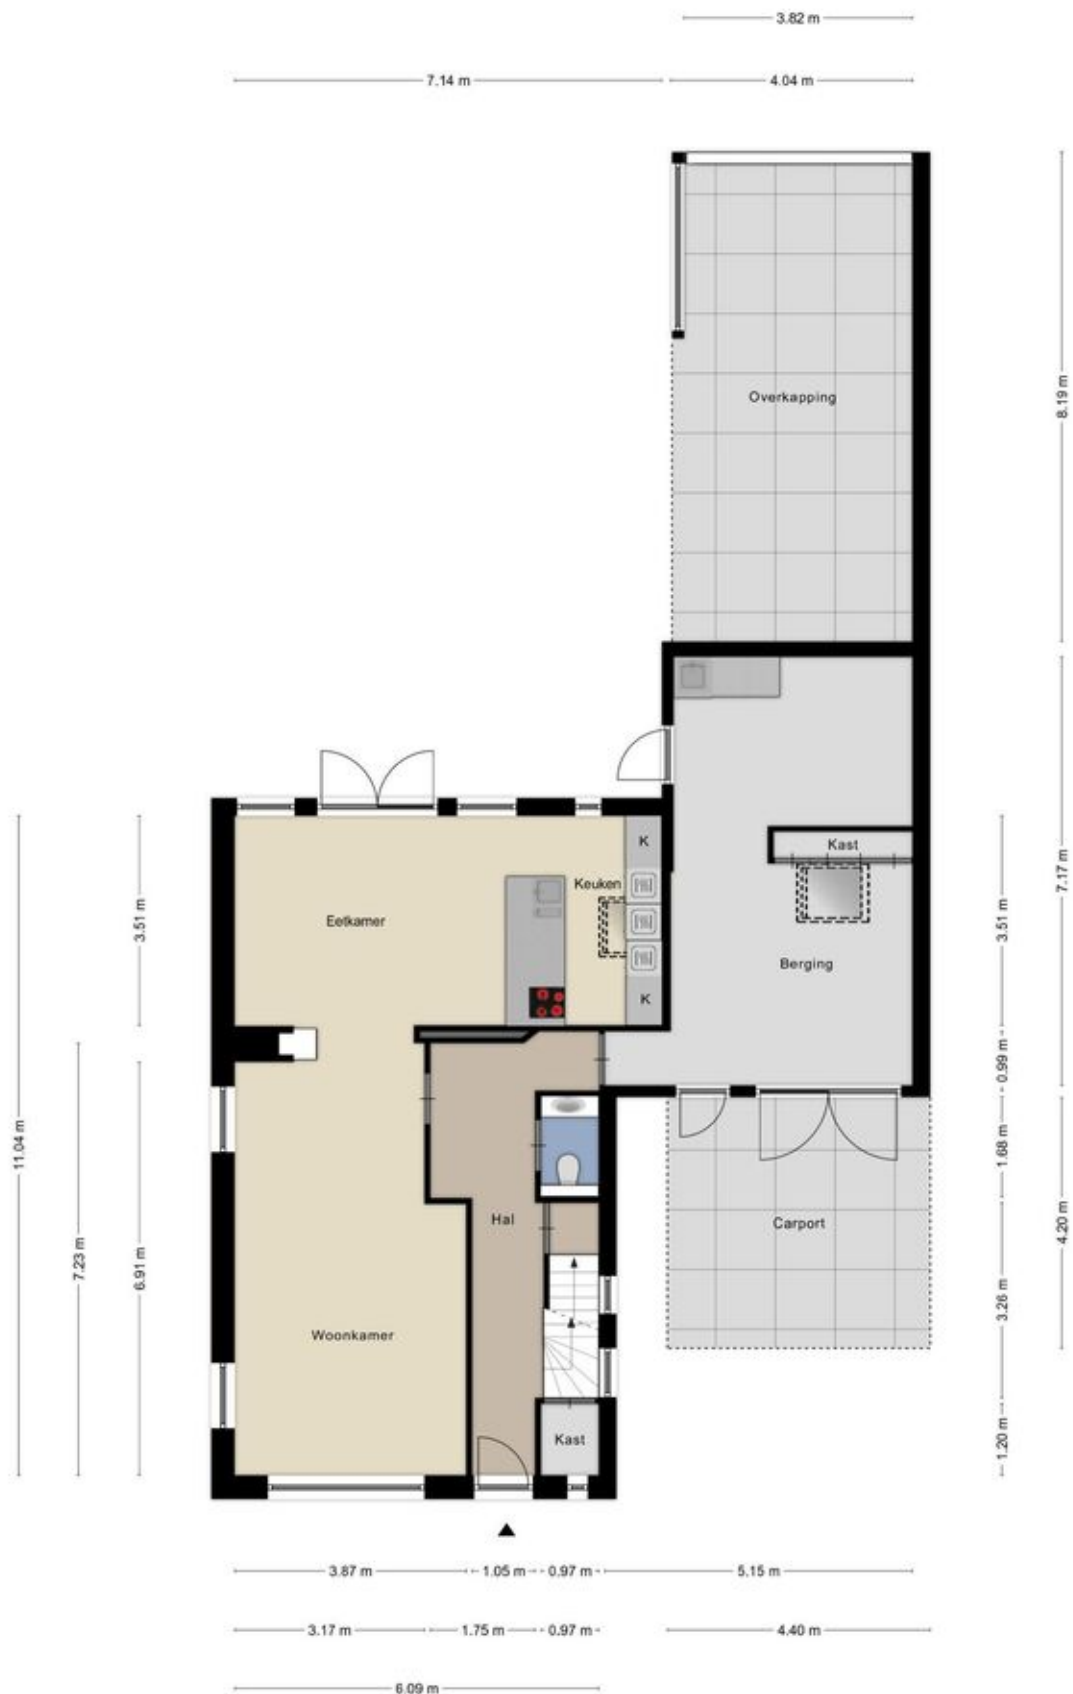 3.82 m
7.14 m
4.04 m
8.19 m
Overkapping
K
Kast
Keuken
7.17 m
3.51 m
3.51 m
Eetkamer
Berging
K
0.99 m
11.04 m
1.68 m
Hal
Carport
4.20 m
7.23 m
6.91 m
3.26 m
Woonkamer
1.20 m
Kast
3.87 m
1.05 m
0.97 m
5.15 m
3.17 m
1.75 m
0.97 m
4.40 m
6.09 m